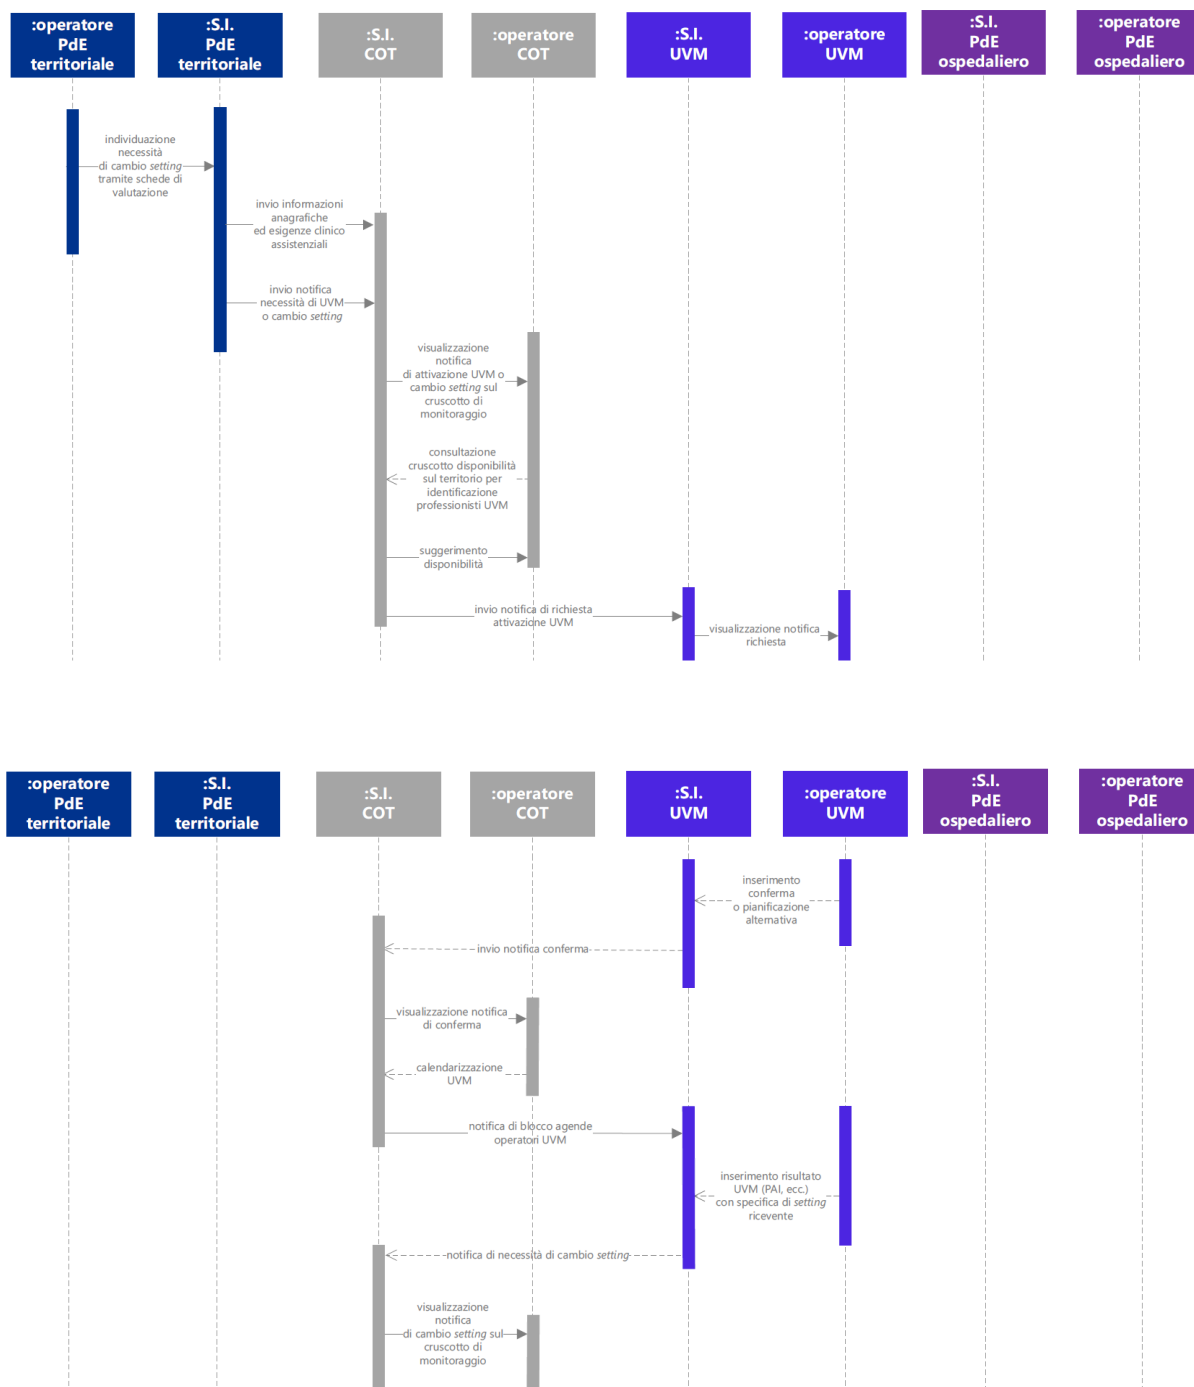 :operatore
PdE
territoriale
:S.I.
PdE
territoriale
:S.I.
COT
:operatore
COT
:S.I.
UVM
:operatore
UVM
:S.I.
PdE
ospedaliero
:operatore
PdE
ospedaliero
individuazione
necessità
di cambio setting
tramite schede di
valutazione
invio informazioni
anagrafiche
ed esigenze clinico
assistenziali
invio notifica
necessità di UVM
o cambio setting
visualizzazione
notifica
di attivazione UVM o
cambio setting sul
cruscotto di
monitoraggio
consultazione
cruscotto disponibilità
sul territorio per
identificazione
professionisti UVM
suggerimento
disponibilità
invio notifica di richiesta
attivazione UVM
visualizzazione notifica
richiesta
:operatore
PdE
territoriale
:S.I.
PdE
territoriale
:S.I.
COT
:operatore
COT
:S.I.
UVM
:operatore
UVM
:S.I.
PdE
ospedaliero
:operatore
PdE
ospedaliero
inserimento
conferma
o pianificazione
alternativa
invio notifica conferma
visualizzazione notifica
di conferma
calendarizzazione
UVM
notifica di blocco agende
operatori UVM
inserimento risultato
UVM (PAI, ecc.)
con specifica di setting
ricevente
notifica di necessità di cambio setting
visualizzazione
notifica
di cambio setting sul
cruscotto di
monitoraggio